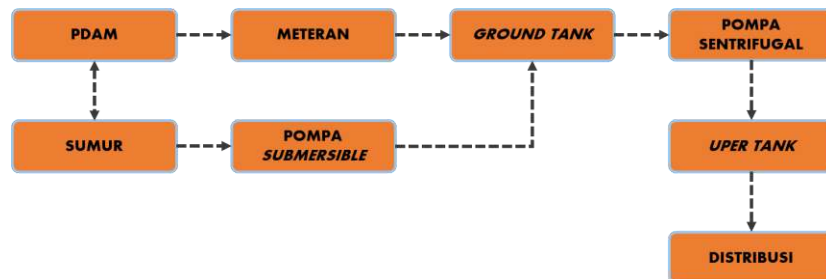 PDAM
METERAN
GROUND TANK
POMPA
SENTRIFUGAL
SUMUR
POMPA
SUBMERSIBLE
UPER TANK
DISTRIBUSI